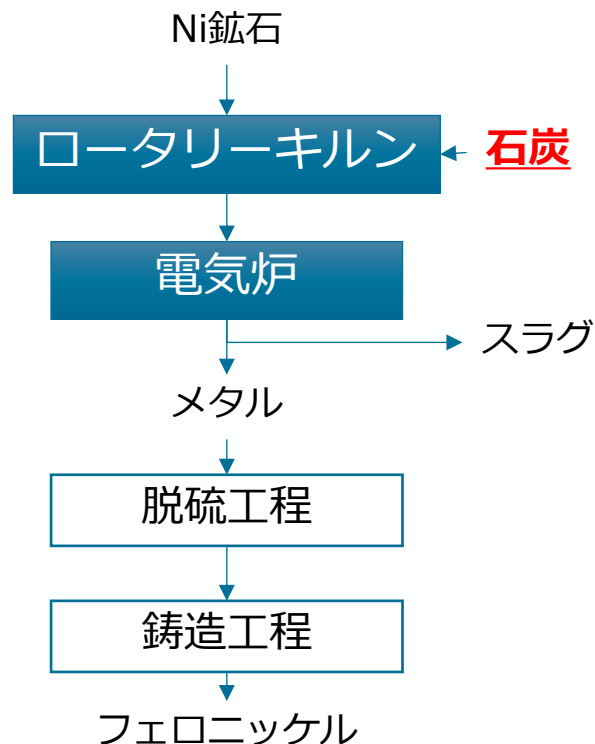 Ni鉱石
ロータリーキルン
石炭
電気炉
スラグ
メタル
脱硫工程
鋳造工程
フェロニッケル